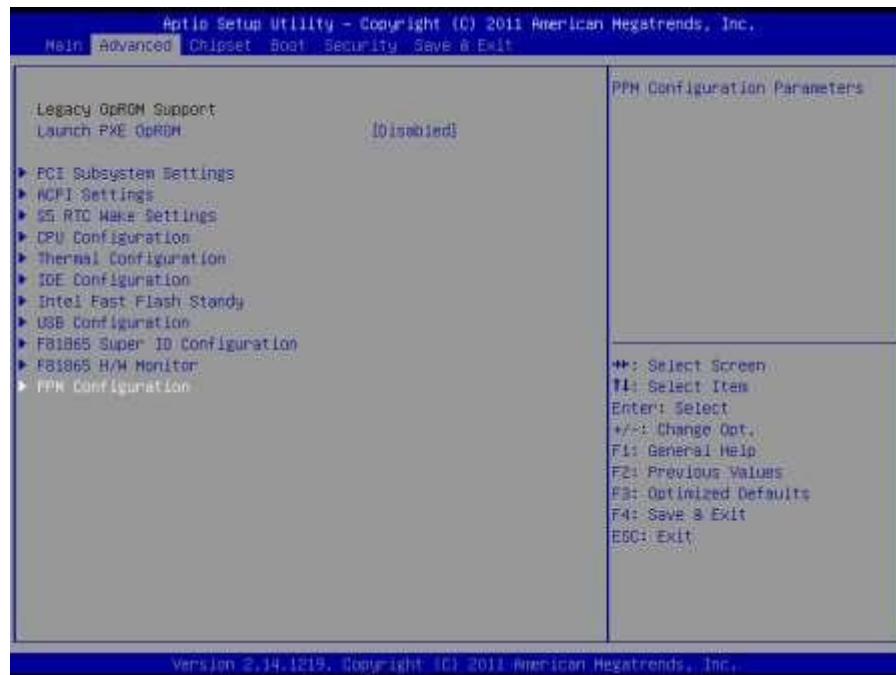 Aptio Setup Utility - Copyright (C) 2011 American Megatrends, Inc.
Main Advanced Chipset Boot Security Save & Exit
Legacy OpROM Support
Launch PXE OpROM [Disabled]
PCI Subsystem Settings
ACPI Settings
S5 RTC Wake Settings
CPU Configuration
Thermal Configuration
IDE Configuration
Intel Fast Flash Standy
USB Configuration
F81865 Super IO Configuration
F81865 H/W Monitor
PPM Configuration
PPM Configuration Parameters
→←: Select Screen
↑↓: Select Item
Enter: Select
+/-: Change Opt.
F1: General Help
F2: Previous Values
F3: Optimized Defaults
F4: Save & Exit
ESC: Exit
Version 2.14.1219. Copyright (C) 2011 American Megatrends, Inc.